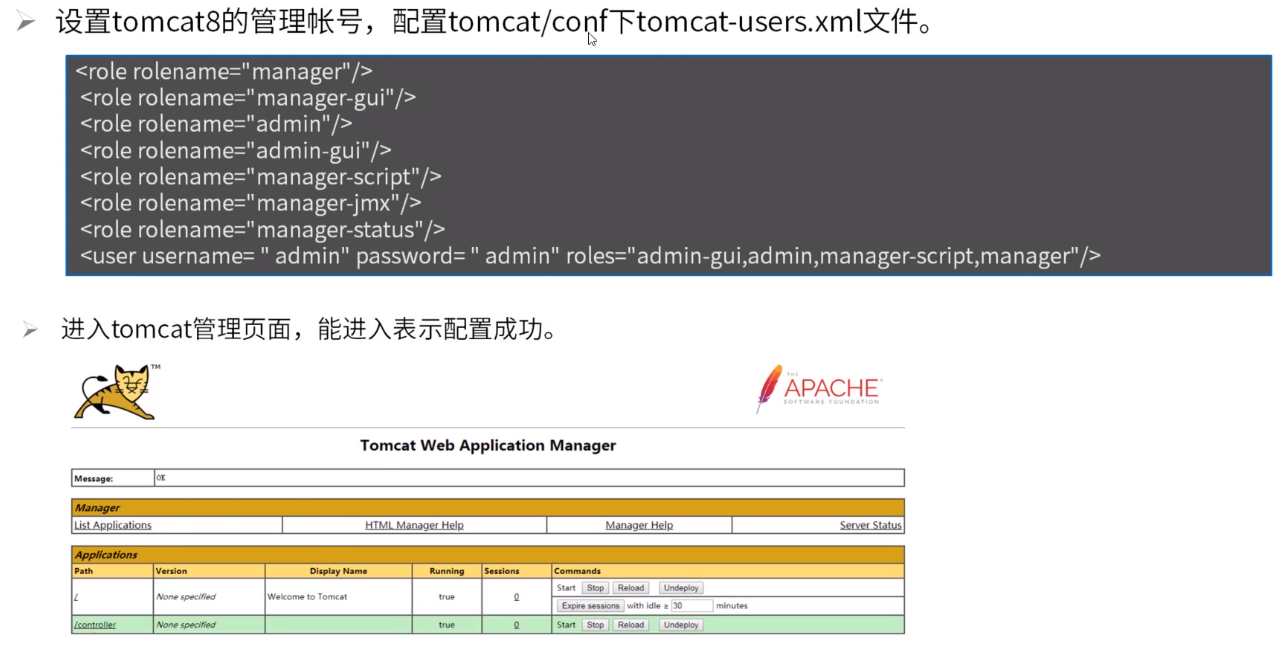 设置tomcat8的管理帐号，配置tomcat/conf下tomcat-users.xml文件。
<role rolename="manager"/>
<role rolename="manager-gui"/>
<role rolename="admin"/>
<role rolename="admin-gui"/>
<role rolename="manager-script"/>
<role rolename="manager-jmx"/>
<role rolename="manager-status"/>
<user username= " admin" password= " admin" roles="admin-gui,admin,manager-script,manager"/>
进入tomcat管理页面，能进入表示配置成功。
TM
THE
APACHE
SOFTWARE FOUNDATION
Tomcat Web Application Manager
Message: OK
Manager
List Applications HTML Manager Help Manager Help Server Status
Applications
Path Version Display Name Running Sessions Commands
/ None specified Welcome to Tomcat true 0 Start Stop Reload Undeploy
Expire sessions with idle ≥ 30 minutes
/controller None specified true 0 Start Stop Reload Undeploy